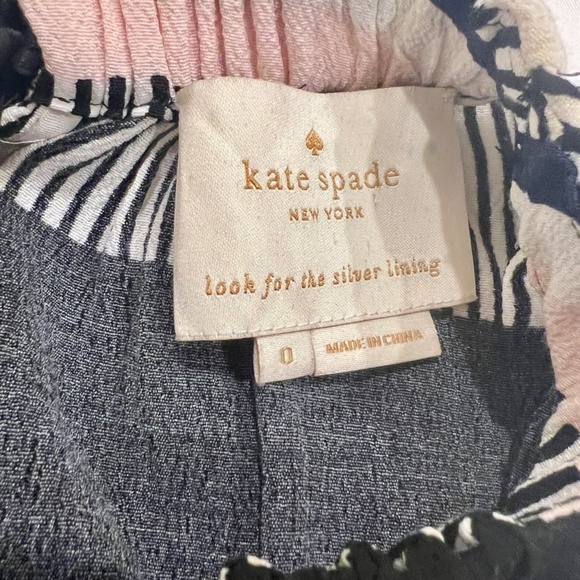 kate spade
NEW YORK
look for the silver lining
0
MADE IN CHINA